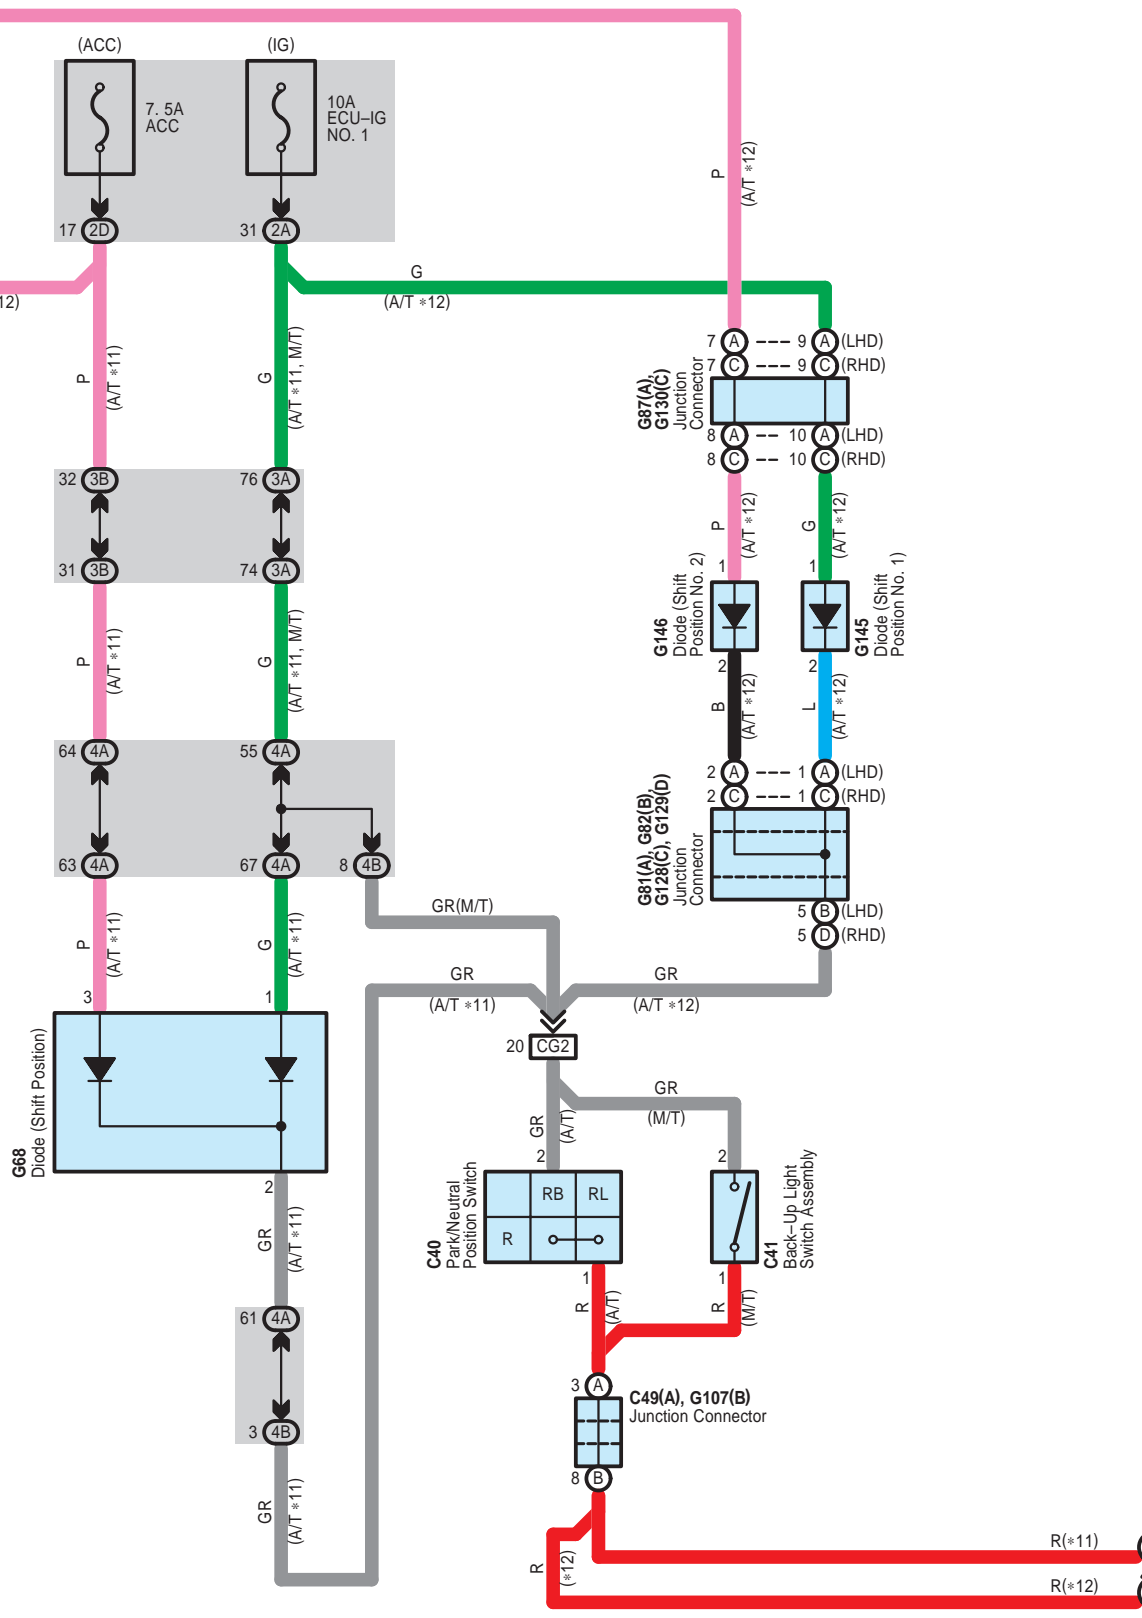 (ACC)
(IG)
7. 5A
ACC
10A
ECU–IG
NO. 1
17 2D
31 2A
P
(A/T *12)
G
(A/T *12)
12)
P
(A/T *11)
G
(A/T *11, M/T)
7 A 9 A (LHD)
7 C 9 C (RHD)
G87(A),
G130(C)
Junction
Connector
8 A 10 A (LHD)
8 C 10 C (RHD)
32 3B
76 3A
31 3B
74 3A
P
(A/T *12)
G
(A/T *12)
1
1
G146
Diode (Shift
Position No. 2)
G145
Diode (Shift
Position No. 1)
2
2
P
(A/T *11)
G
(A/T *11, M/T)
B
(A/T *12)
L
(A/T *12)
64 4A
55 4A
2 A 1 A (LHD)
2 C 1 C (RHD)
G81(A), G82(B),
G128(C), G129(D)
Junction
Connector
63 4A
67 4A
8 4B
5 B (LHD)
5 D (RHD)
GR(M/T)
P
(A/T *11)
G
(A/T *11)
GR
(A/T *11)
GR
(A/T *12)
3
1
20 CG2
G68
Diode (Shift Position)
GR
(A/T)
GR
(M/T)
2
2
2
C40
Park/Neutral
Position Switch
RB RL
R
C41
Back–Up Light
Switch Assembly
GR
(A/T *11)
1
1
R
(A/T)
R
(M/T)
61 4A
3 A
C49(A), G107(B)
Junction Connector
3 4B
8 B
GR
(A/T *11)
R
(*12)
R(*11)
R(*12)